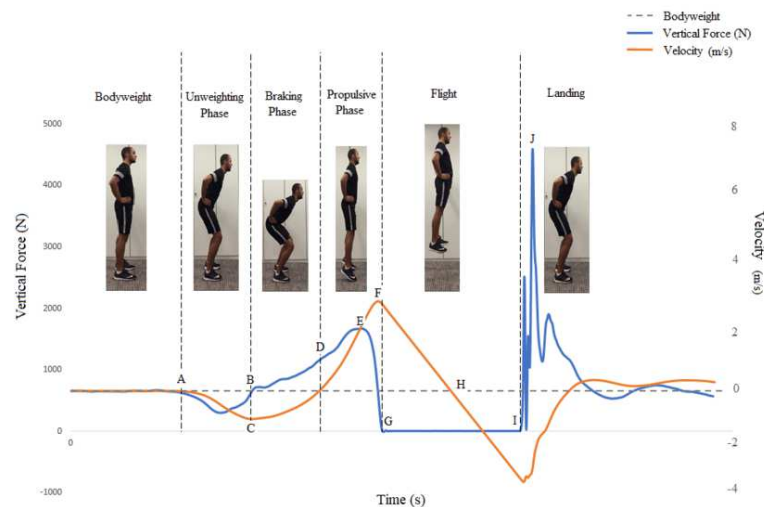 Bodyweight
Vertical Force (N)
Velocity (m/s)
Bodyweight
Unweighting
Phase
Braking
Phase
Propulsive
Phase
Flight
Landing
5000
4000
3000
2000
1000
0
-1000
Vertical Force (N)
8
6
4
2
0
-2
-4
Velocity
(m/s)
A
B
C
D
E
F
G
H
I
J
0
Time (s)